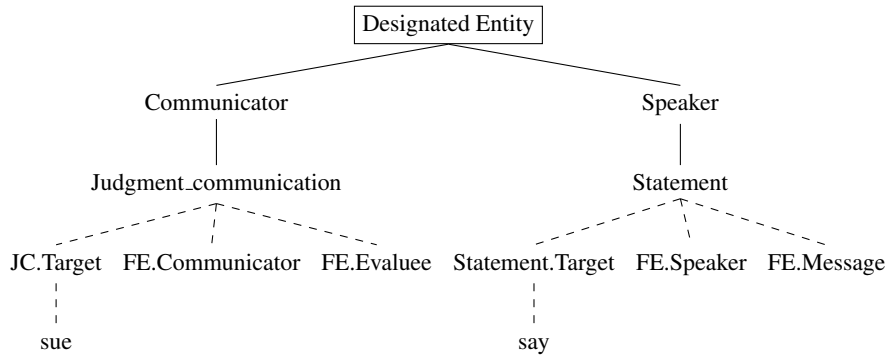 Designated Entity
Communicator Speaker
Judgment_communication Statement
JC.Target FE.Communicator FE.Evaluee Statement.Target FE.Speaker FE.Message
sue say